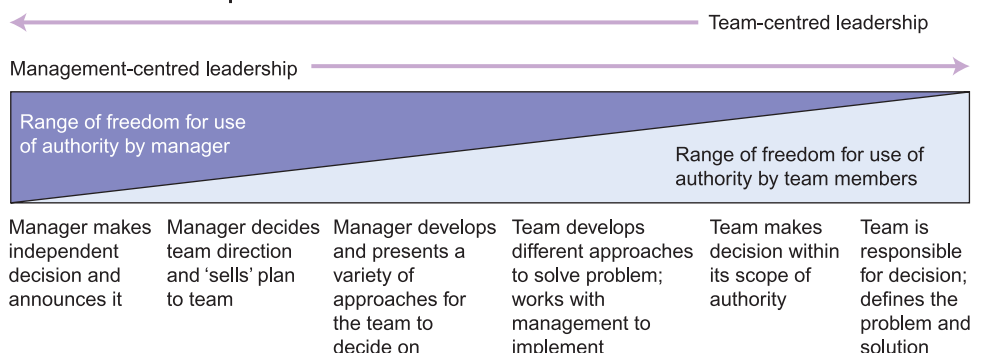 Team-centred leadership
Management-centred leadership
Range of freedom for use
of authority by manager
Range of freedom for use of
authority by team members
Manager makes
independent
decision and
announces it
Manager decides
team direction
and ‘sells’ plan
to team
Manager develops
and presents a
variety of
approaches for
the team to
decide on
Team develops
different approaches
to solve problem;
works with
management to
implement
Team makes
decision within
its scope of
authority
Team is
responsible
for decision;
defines the
problem and
solution